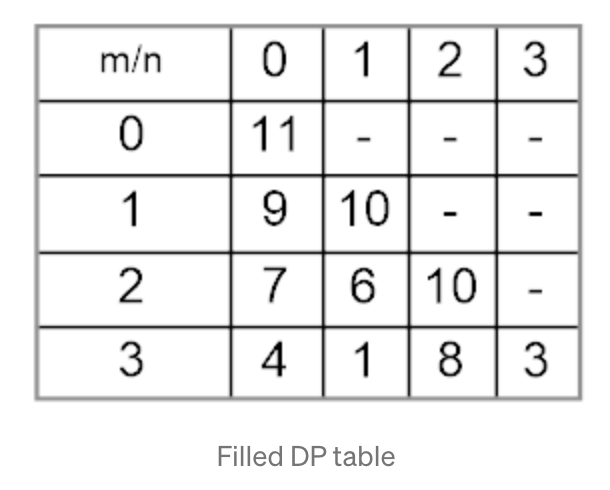 m/n 0 1 2 3
0 11 - - -
1 9 10 - -
2 7 6 10 -
3 4 1 8 3
Filled DP table